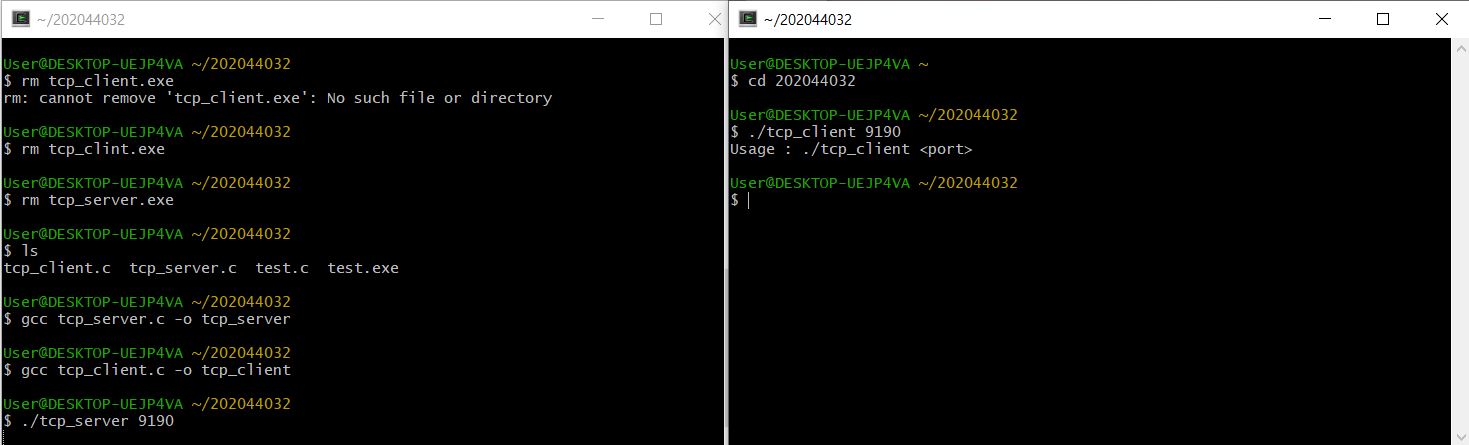 ~/202044032
User@DESKTOP-UEJP4VA ~/202044032
$ rm tcp_client.exe
rm: cannot remove 'tcp_client.exe': No such file or directory
User@DESKTOP-UEJP4VA ~/202044032
$ rm tcp_clint.exe
User@DESKTOP-UEJP4VA ~/202044032
$ rm tcp_server.exe
User@DESKTOP-UEJP4VA ~/202044032
$ ls
tcp_client.c  tcp_server.c  test.c  test.exe
User@DESKTOP-UEJP4VA ~/202044032
$ gcc tcp_server.c -o tcp_server
User@DESKTOP-UEJP4VA ~/202044032
$ gcc tcp_client.c -o tcp_client
User@DESKTOP-UEJP4VA ~/202044032
$ ./tcp_server 9190
~/202044032
User@DESKTOP-UEJP4VA ~
$ cd 202044032
User@DESKTOP-UEJP4VA ~/202044032
$ ./tcp_client 9190
Usage : ./tcp_client <port>
User@DESKTOP-UEJP4VA ~/202044032
$